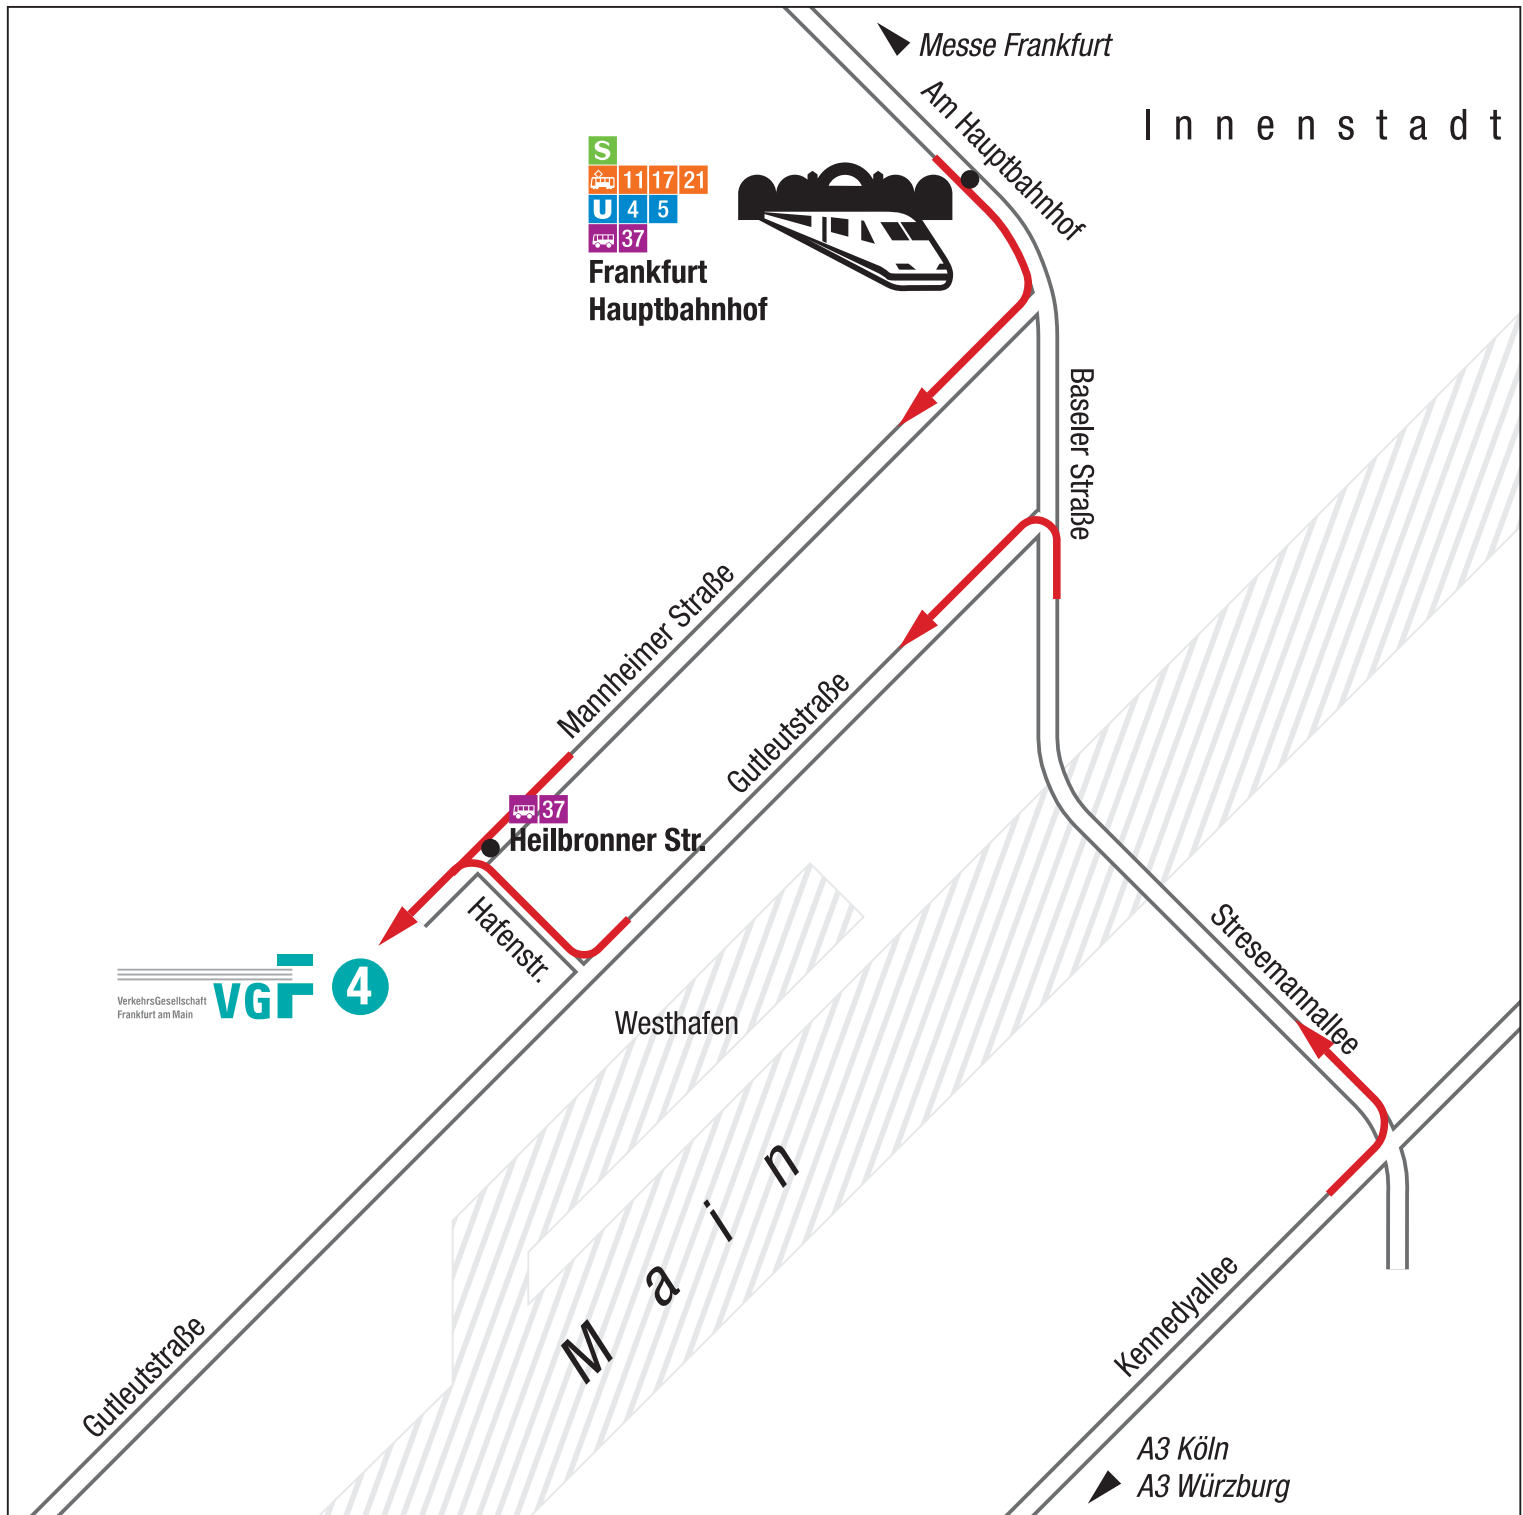 Messe Frankfurt
Am Hauptbahnhof
Innenstadt
S
11 17 21
U 4 5
37
Frankfurt
Hauptbahnhof
Baseler Straße
Mannheimer Straße
Gutleutstraße
37
Heilbronner Str.
Hafenstr.
Stresemannallee
VerkehrsGesellschaft
Frankfurt am Main
VGF
4
Westhafen
Main
Kennedyallee
Gutleutstraße
A3 Köln
A3 Würzburg